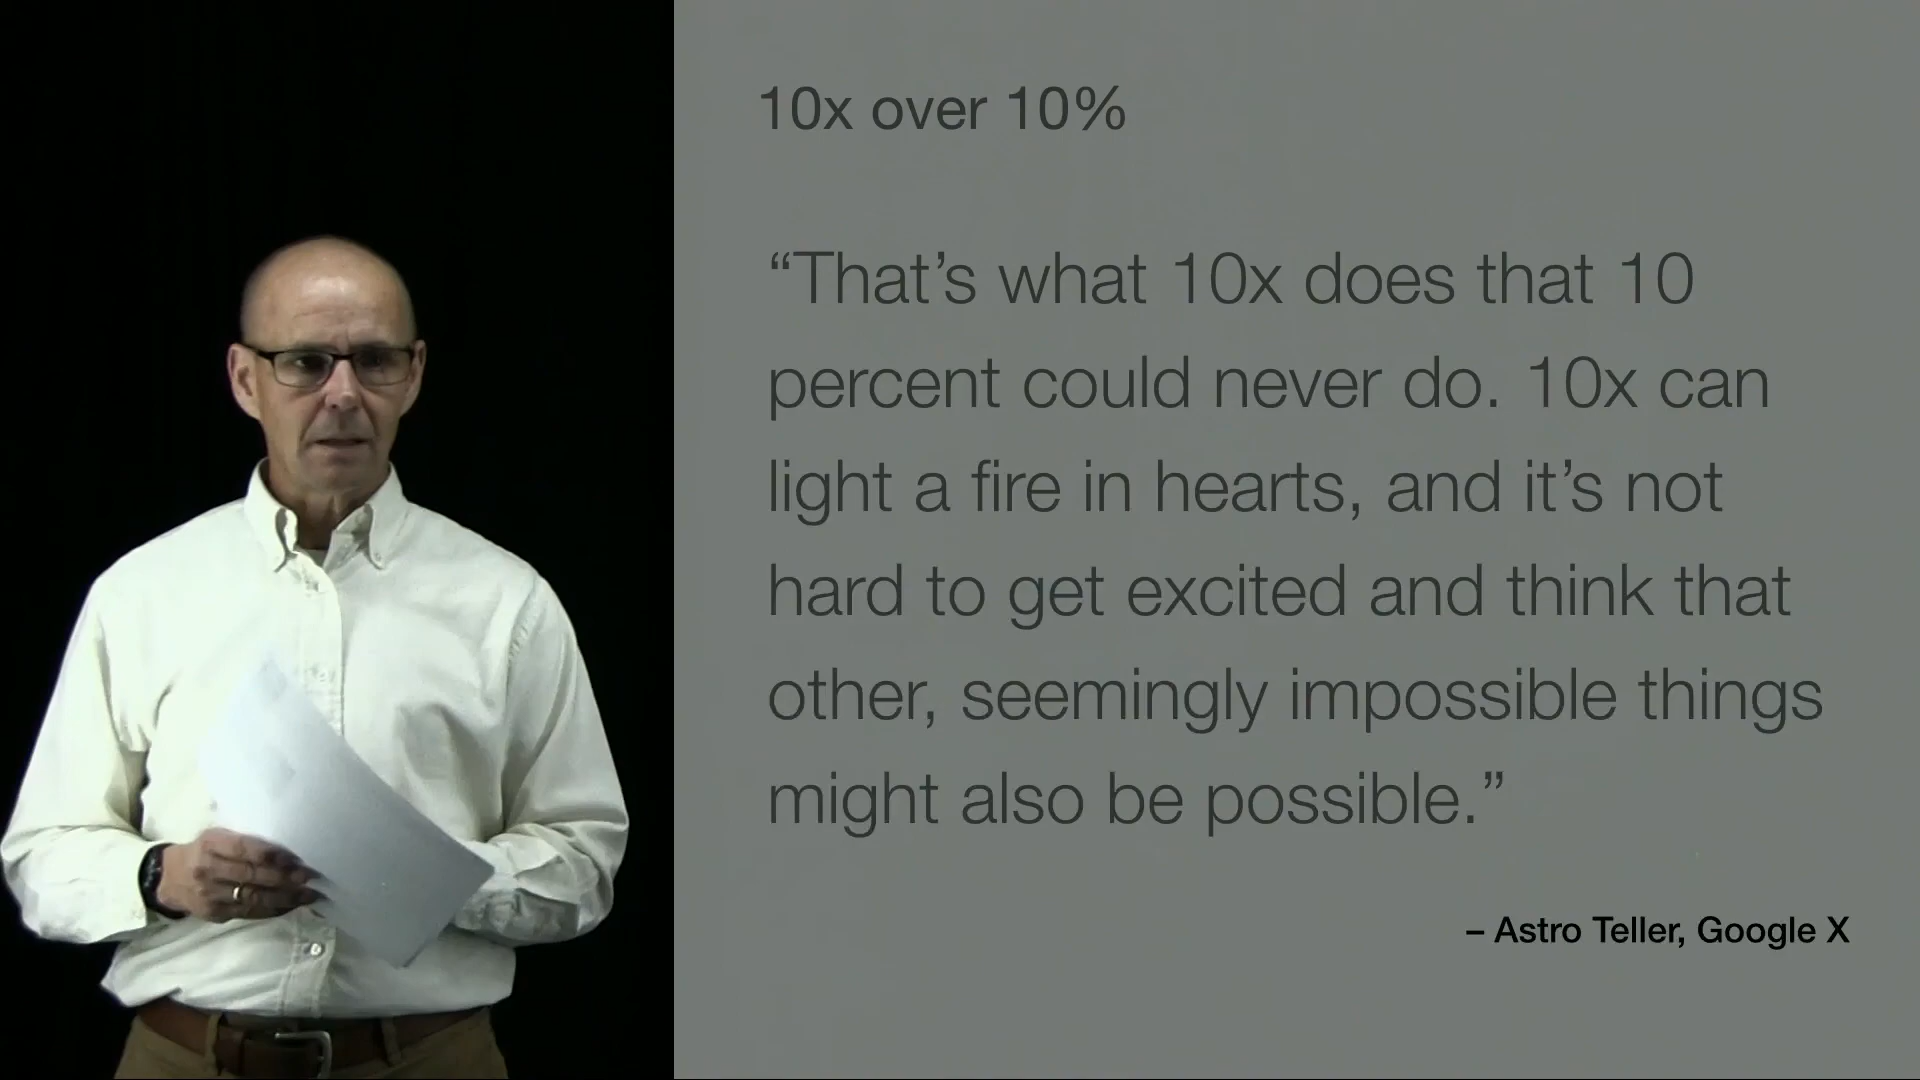 10x over 10%
“That’s what 10x does that 10
percent could never do. 10x can
light a fire in hearts, and it’s not
hard to get excited and think that
other, seemingly impossible things
might also be possible.”
– Astro Teller, Google X